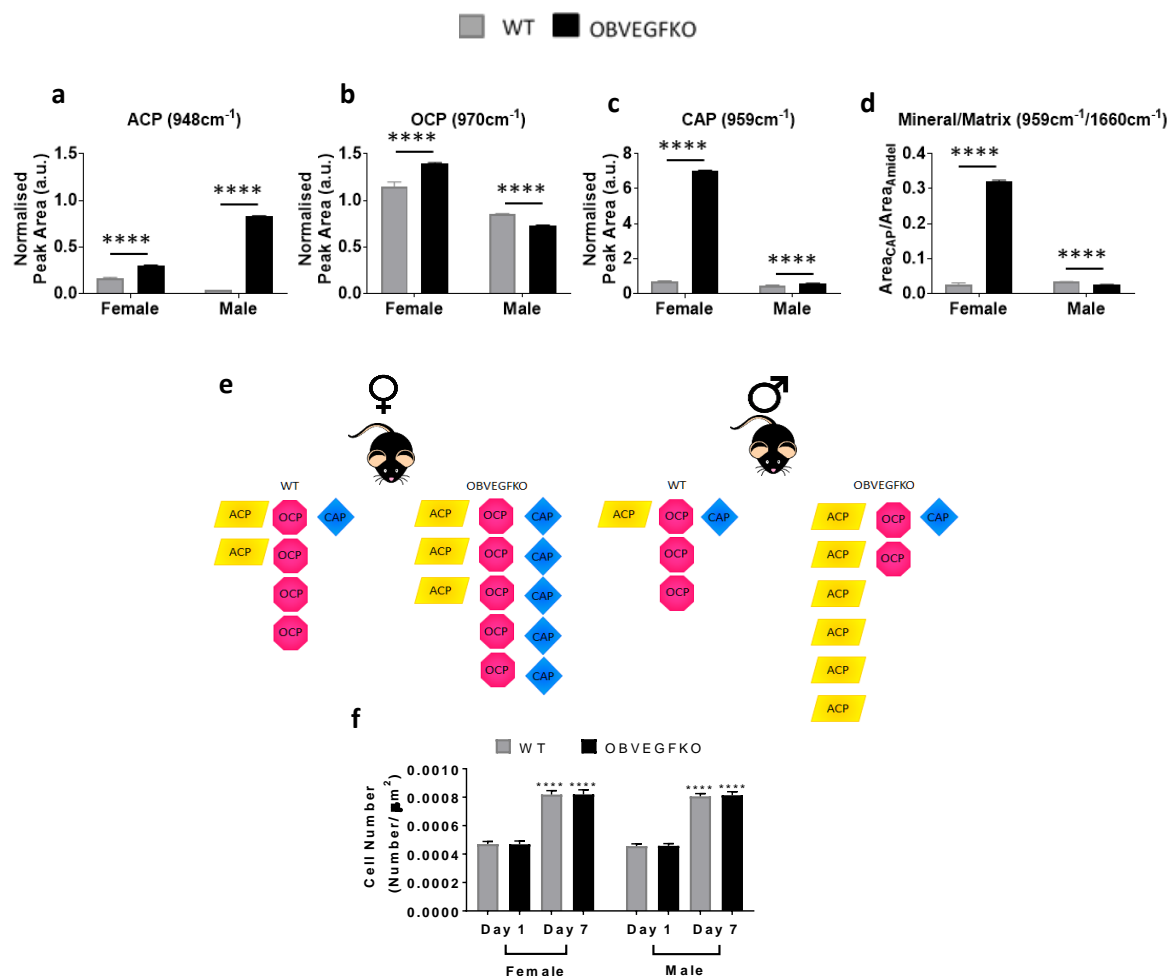 WT OBVEGFKO
a
ACP (948cm⁻¹)
Normalised
Peak Area (a.u.)
1.5
1.0
0.5
0.0
****
****
Female Male
b
OCP (970cm⁻¹)
Normalised
Peak Area (a.u.)
1.5
1.0
0.5
0.0
****
****
Female Male
c
CAP (959cm⁻¹)
Normalised
Peak Area (a.u.)
8
6
4
2
0
****
****
Female Male
d
Mineral/Matrix (959cm⁻¹/1660cm⁻¹)
Area CAP/Area AmideI
0.4
0.3
0.2
0.1
0.0
****
****
Female Male
e
♀
♂
WT
ACP OCP CAP
ACP OCP
OCP
OCP
OBVEGFKO
ACP OCP CAP
ACP OCP CAP
ACP OCP CAP
OCP CAP
OCP CAP
WT
ACP OCP CAP
OCP
OCP
OBVEGFKO
ACP OCP CAP
ACP OCP
ACP
ACP
ACP
ACP
f
WT OBVEGFKO
Cell Number
(Number/µm²)
0.0010
0.0008
0.0006
0.0004
0.0002
0.0000
**** **** **** ****
Day 1 Day 7 Day 1 Day 7
Female Male